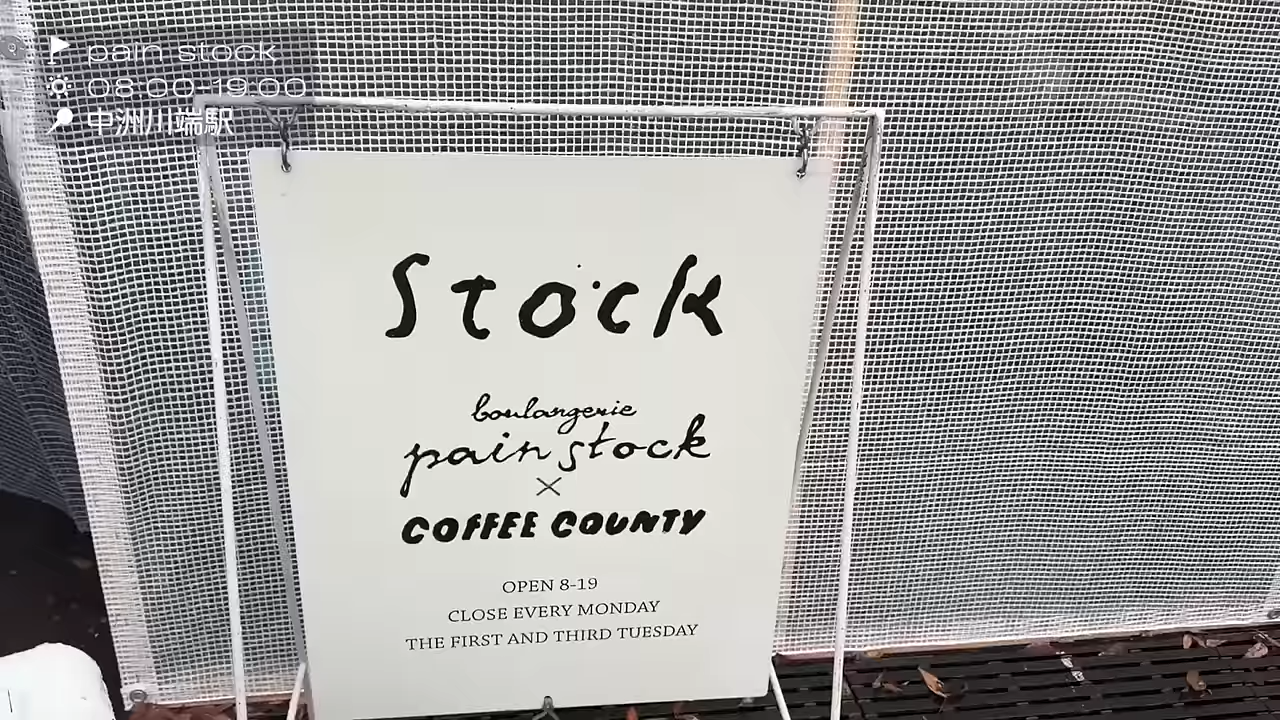 pain stock
08:00-19:00
中洲川端駅
Stock
boulangerie
pain stock
×
COFFEE COUNTY
OPEN 8-19
CLOSE EVERY MONDAY
THE FIRST AND THIRD TUESDAY